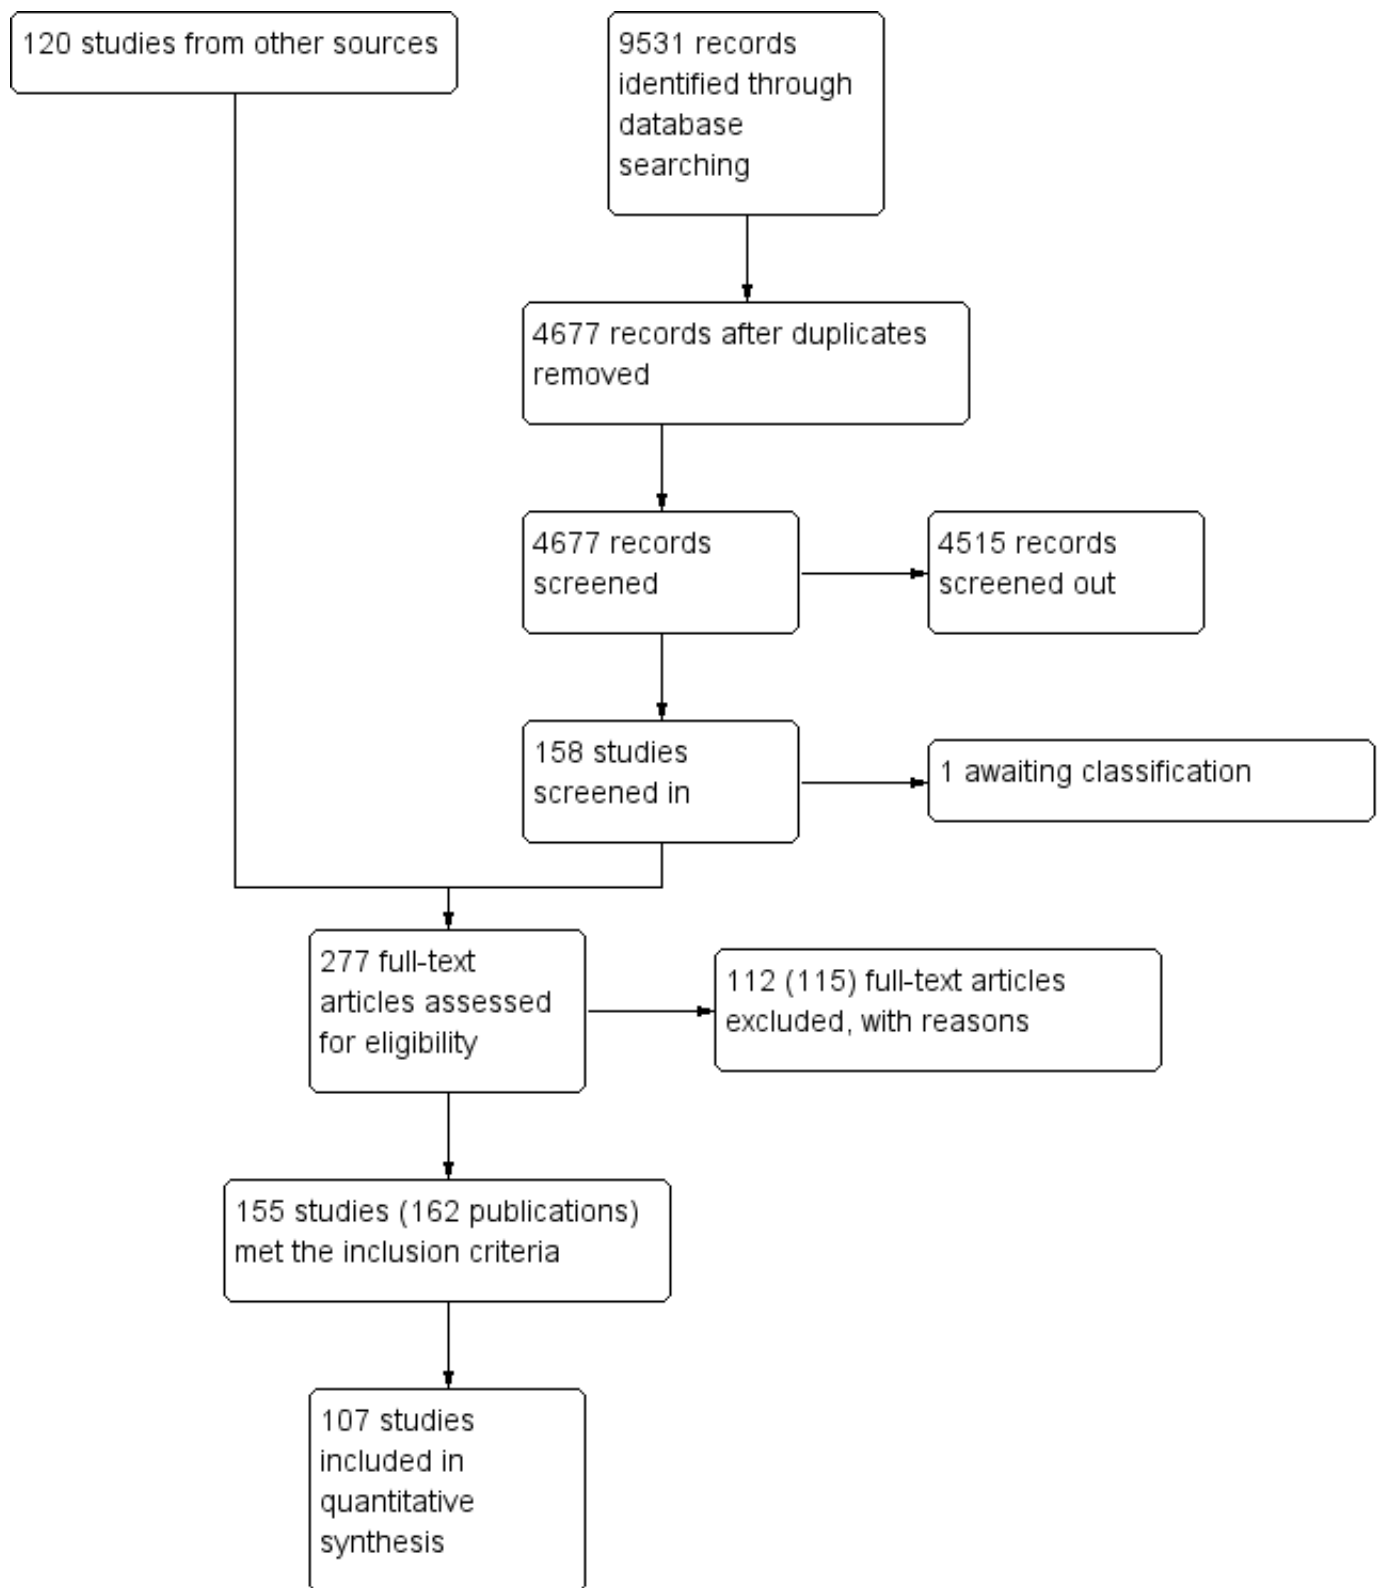 120 studies from other sources
9531 records
identified through
database
searching
4677 records after duplicates
removed
4677 records
screened
4515 records
screened out
158 studies
screened in
1 awaiting classification
277 full-text
articles assessed
for eligibility
112 (115) full-text articles
excluded, with reasons
155 studies (162 publications)
met the inclusion criteria
107 studies
included in
quantitative
synthesis